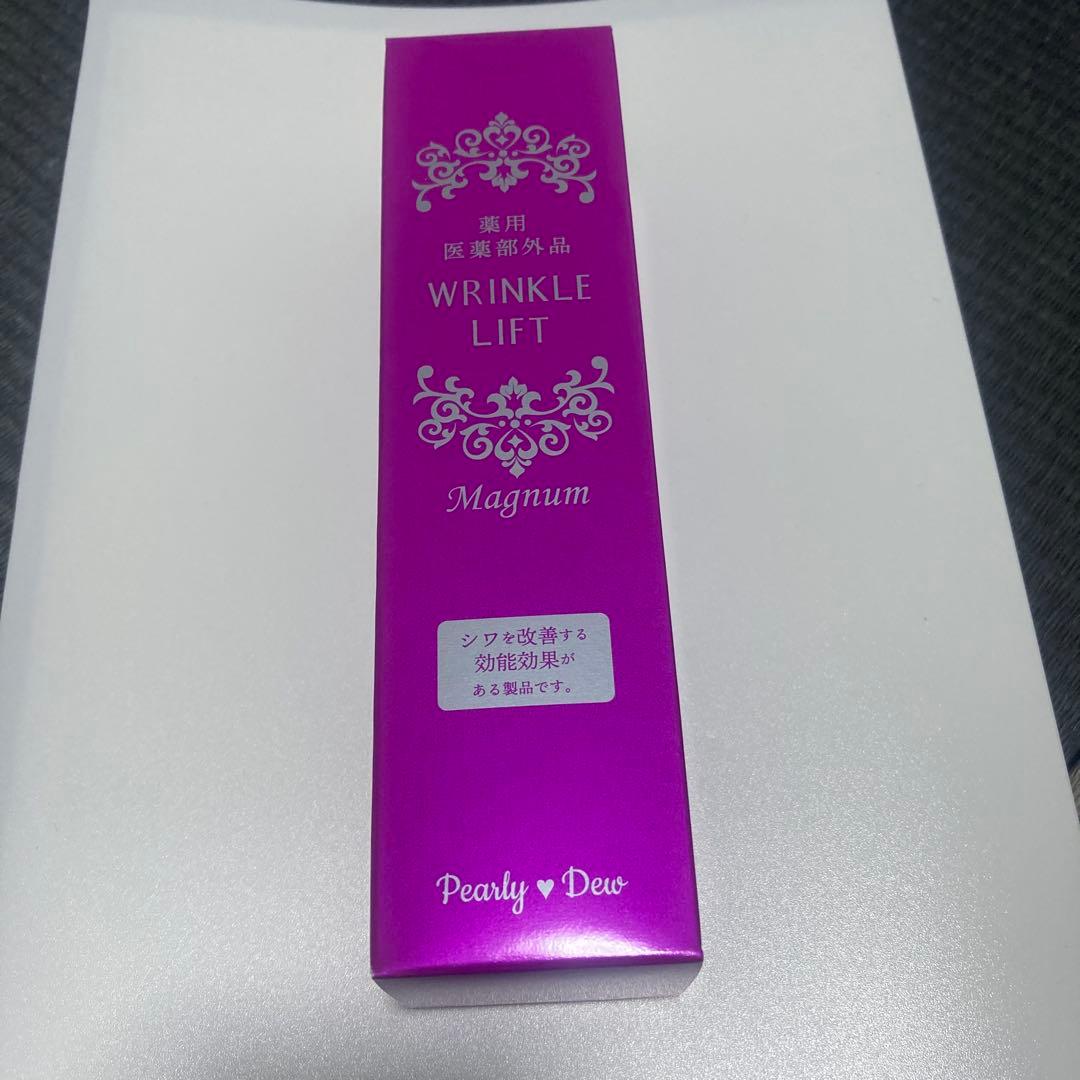 薬用
医薬部外品
WRINKLE
LIFT
Magnum
シワを改善する
効能効果が
ある製品です。
Pearly ♥ Dew